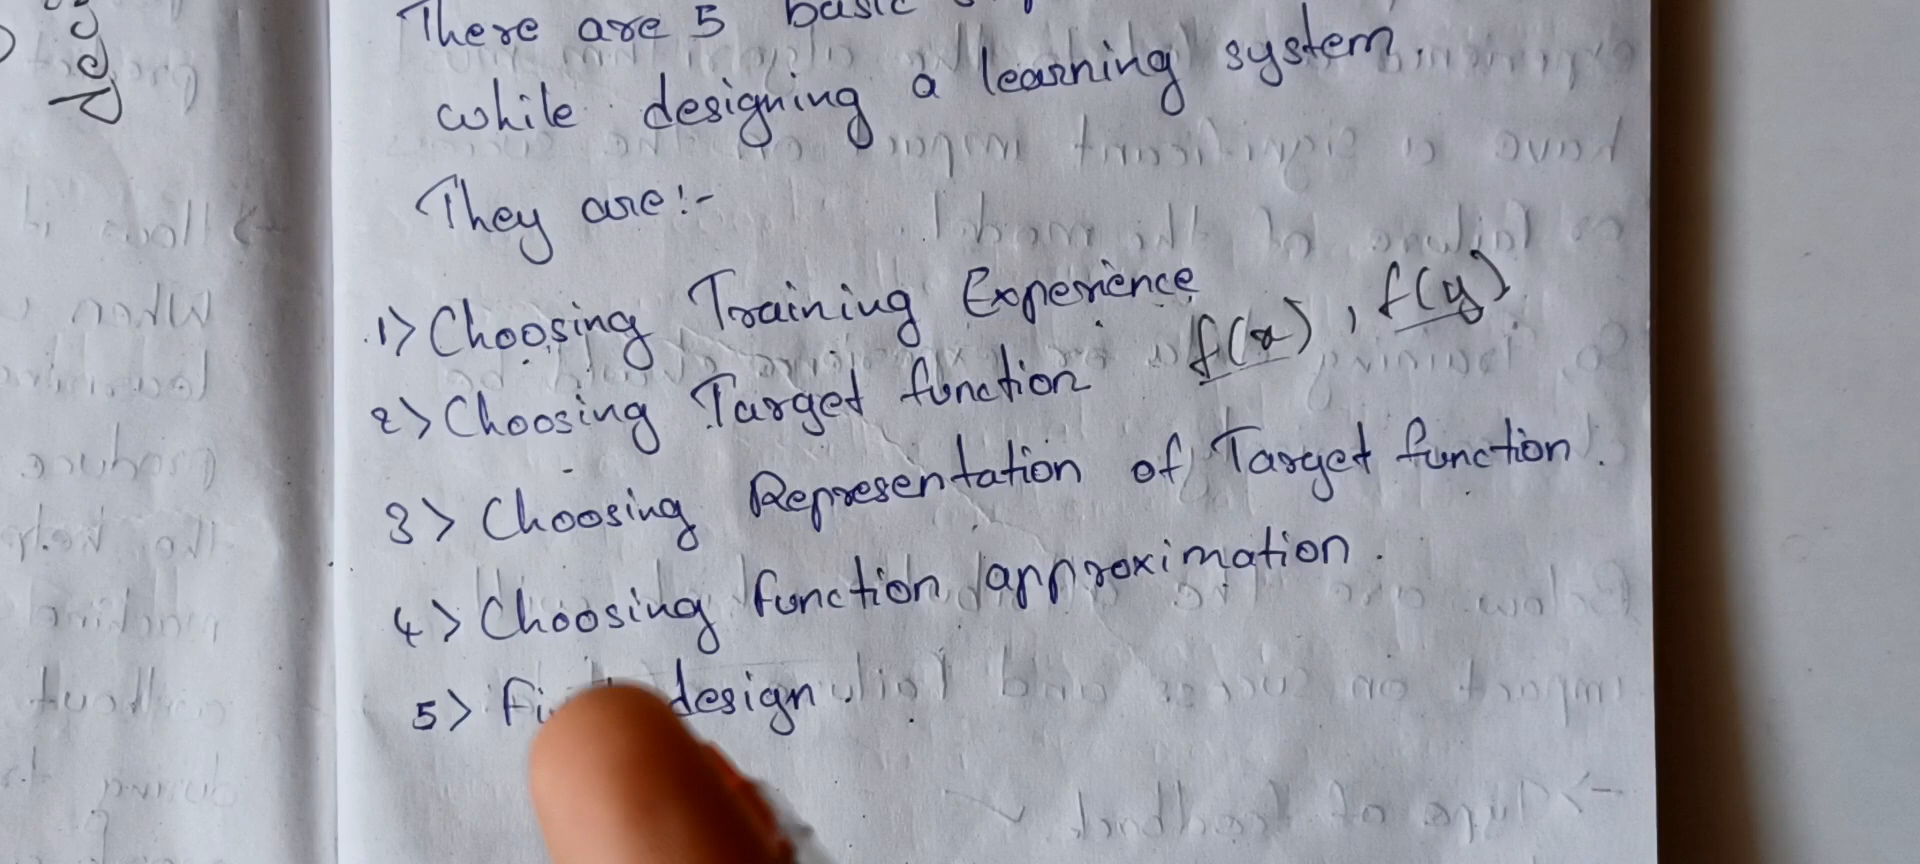 There are 5 basic
while designing a learning system.
They are:-
1> Choosing Training Experience
2> Choosing Target function f(x), f(y)
3> Choosing Representation of Target function.
4> Choosing function approximation.
5> design.